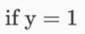 if y = 1